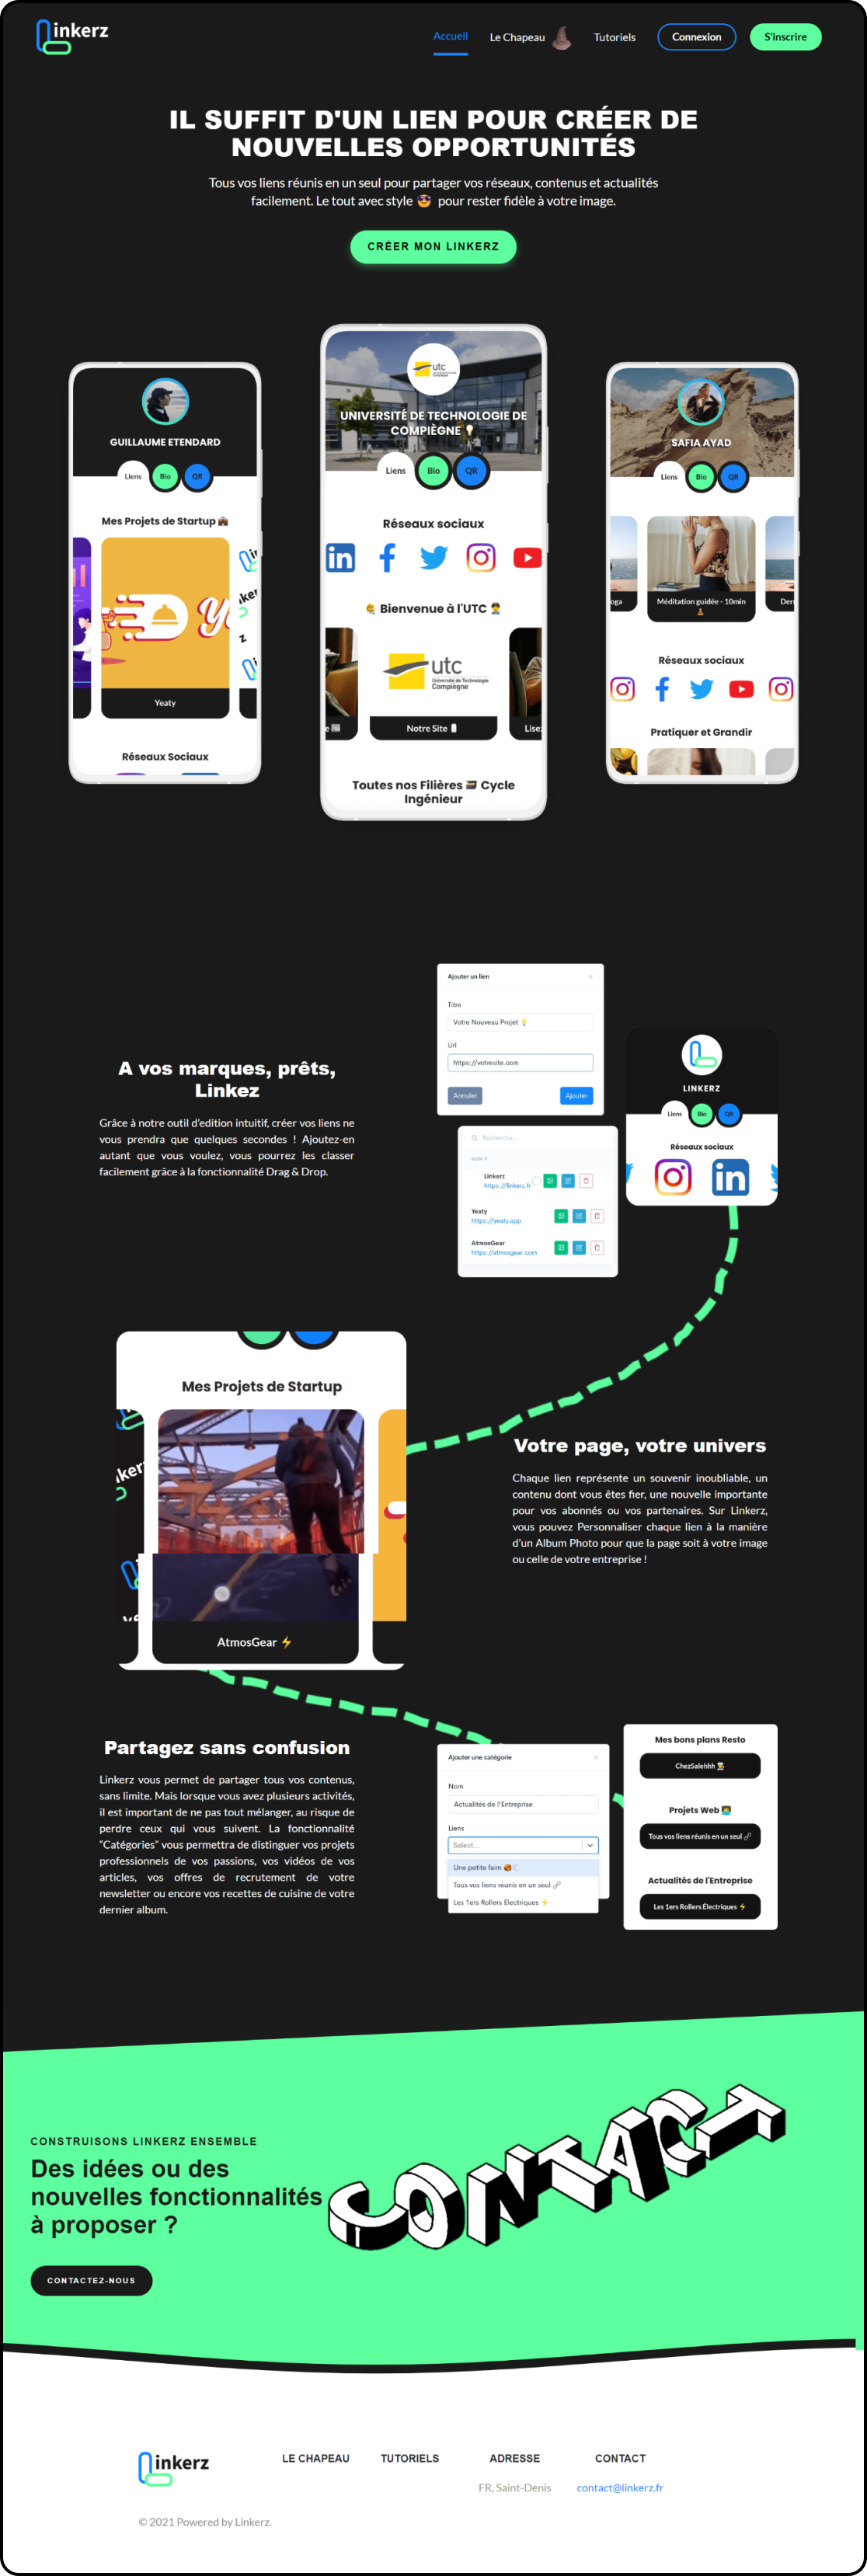 inkerz
Accueil
Le Chapeau
Tutoriels
Connexion
S'inscrire
IL SUFFIT D'UN LIEN POUR CRÉER DE
NOUVELLES OPPORTUNITÉS
Tous vos liens réunis en un seul pour partager vos réseaux, contenus et actualités
facilement. Le tout avec style 😎 pour rester fidèle à votre image.
CRÉER MON LINKERZ
GUILLAUME ETENDARD
Liens
Bio
QR
Mes Projets de Startup 💼
Yeaty
Réseaux Sociaux
utc
UNIVERSITÉ DE TECHNOLOGIE DE
COMPIÈGNE 💡
Liens
Bio
QR
Réseaux sociaux
Bienvenue à l'UTC
utc
Université de Technologie
Compiègne
Notre Site
Lise
Toutes nos Filières Cycle
Ingénieur
SAFIA AYAD
Liens
Bio
QR
oga
Méditation guidée - 10min
Der
Réseaux sociaux
Pratiquer et Grandir
A vos marques, prêts,
Linkez
Grâce à notre outil d'edition intuitif, créer vos liens ne
vous prendra que quelques secondes ! Ajoutez-en
autant que vous voulez, vous pourrez les classer
facilement grâce à la fonctionnalité Drag & Drop.
Ajouter un lien
×
Titre
Votre Nouveau Projet 💡
Url
https://votresite.com
Annuler
Ajouter
Recherche...
Linkerz
https://linkerz.fr
Yeaty
https://yeaty.app
AtmosGear
https://atmosgear.com
LINKERZ
Liens
Bio
QR
Réseaux sociaux
Mes Projets de Startup
ker
AtmosGear ⚡
Votre page, votre univers
Chaque lien représente un souvenir inoubliable, un
contenu dont vous êtes fier, une nouvelle importante
pour vos abonnés ou vos partenaires. Sur Linkerz,
vous pouvez Personnaliser chaque lien à la manière
d'un Album Photo pour que la page soit à votre image
ou celle de votre entreprise !
Partagez sans confusion
Linkerz vous permet de partager tous vos contenus,
sans limite. Mais lorsque vous avez plusieurs activités,
il est important de ne pas tout mélanger, au risque de
perdre ceux qui vous suivent. La fonctionnalité
"Catégories" vous permettra de distinguer vos projets
professionnels de vos passions, vos vidéos de vos
articles, vos offres de recrutement de votre
newsletter ou encore vos recettes de cuisine de votre
dernier album.
Ajouter une catégorie
×
Nom
Actualités de l'Entreprise
Liens
Select...
Une petite faim
Tous vos liens réunis en un seul 🔗
Les 1ers Rollers Électriques ⚡
Mes bons plans Resto
ChezSalehhh
Projets Web
Tous vos liens réunis en un seul 🔗
Actualités de l'Entreprise
Les 1ers Rollers Électriques ⚡
CONSTRUISONS LINKERZ ENSEMBLE
Des idées ou des
nouvelles fonctionnalités
à proposer ?
CONTACTEZ-NOUS
CONTACT
inkerz
LE CHAPEAU
TUTORIELS
ADRESSE
CONTACT
FR, Saint-Denis
contact@linkerz.fr
© 2021 Powered by Linkerz.